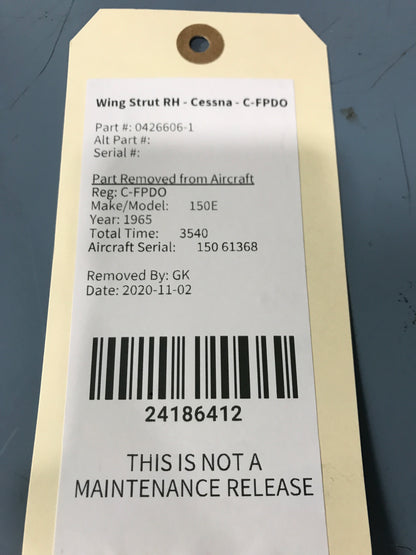 Wing Strut RH - Cessna - C-FPDO
Part #: 0426606-1
Alt Part #:
Serial #:
Part Removed from Aircraft
Reg: C-FPDO
Make/Model: 150E
Year: 1965
Total Time: 3540
Aircraft Serial: 150 61368
Removed By: GK
Date: 2020-11-02
24186412
THIS IS NOT A
MAINTENANCE RELEASE